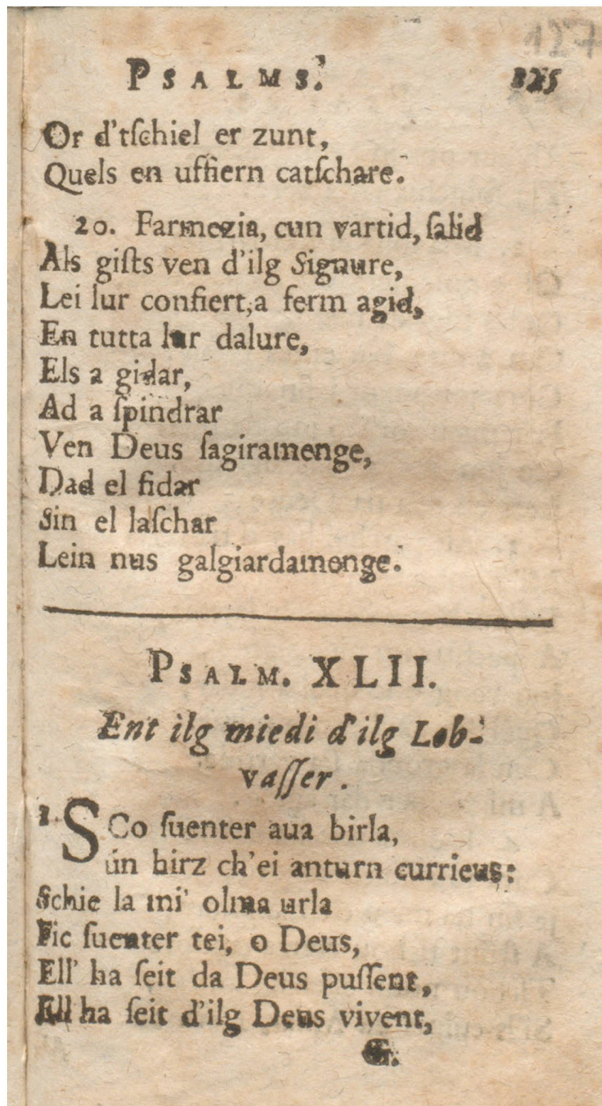 127
PSALMS.
325
Or d'tſchiel er zunt,
Quels en uffiern catſchare.
20. Farmezia, cun vartid, ſalid
Als giſts ven d'ilg Signure,
Lei lur confiert, a ferm agid,
En tutta lur dalure,
Els a gidar,
Ad a ſpindrar
Ven Deus ſagiramenge,
Dad el fidar
Sin el laſchar
Lein nus galgiardamenge.
PSALM. XLII.
Ent ilg miedi d'ilg Lob-
vaſſer.
1. SCo ſuenter aua birla,
ún hirz ch'ei anturn currieus:
Schie la mi' olma urla
Fic ſuenter tei, o Deus,
Ell' ha ſeit da Deus puſſent,
Ell ha ſeit d'ilg Deus vivent,
G.